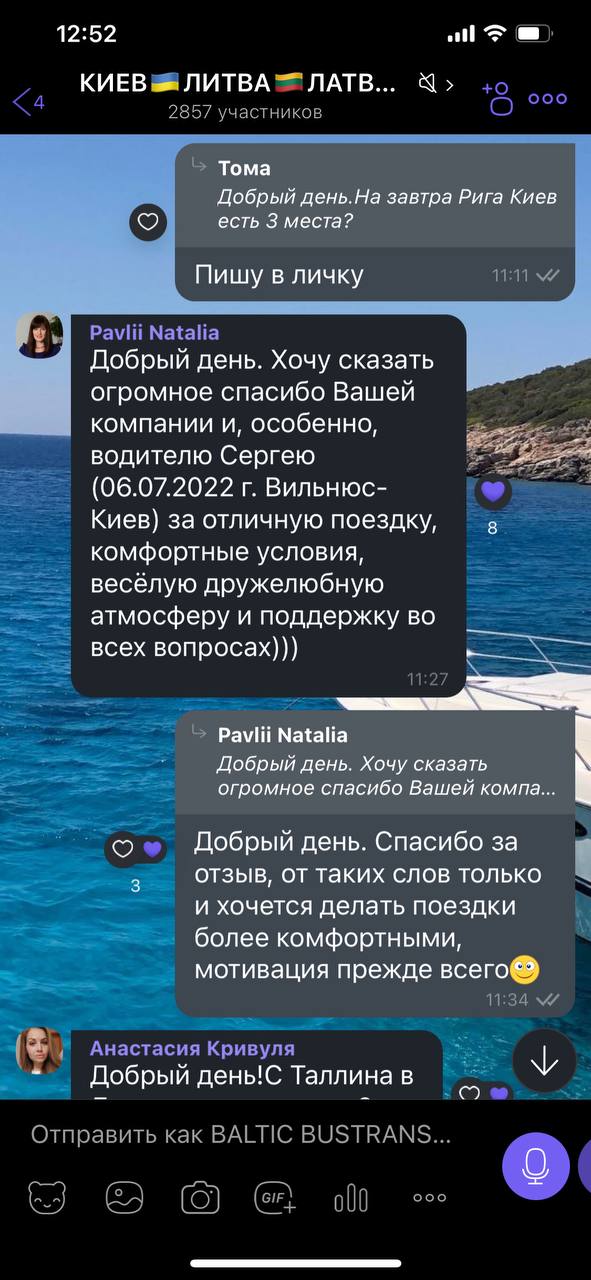 12:52
4
КИЕВ🇺🇦ЛИТВА🇱🇹ЛАТВ...
2857 участников
Тома
Добрый день.На завтра Рига Киев
есть 3 места?
Пишу в личку
11:11
Pavlii Natalia
Добрый день. Хочу сказать
огромное спасибо Вашей
компании и, особенно,
водителю Сергею
(06.07.2022 г. Вильнюс-
Киев) за отличную поездку,
комфортные условия,
весёлую дружелюбную
атмосферу и поддержку во
всех вопросах)))
11:27
8
Pavlii Natalia
Добрый день. Хочу сказать
огромное спасибо Вашей компа...
Добрый день. Спасибо за
отзыв, от таких слов только
и хочется делать поездки
более комфортными,
мотивация прежде всего🙂
11:34
3
Анастасия Кривуля
Добрый день!С Таллина в
Отправить как BALTIC BUSTRANS...
GIF